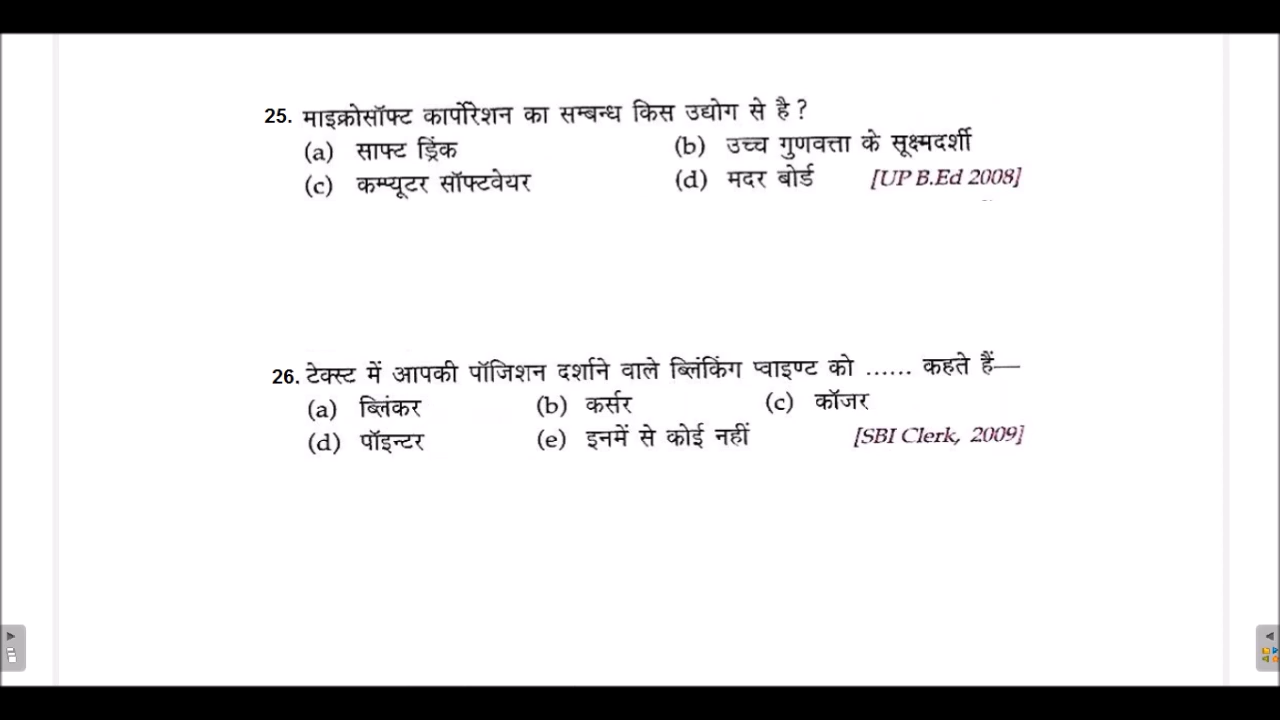 25. माइक्रोसॉफ्ट कार्पोरेशन का सम्बन्ध किस उद्योग से है ?
(a) साफ्ट ड्रिंक (b) उच्च गुणवत्ता के सूक्ष्मदर्शी
(c) कम्प्यूटर सॉफ्टवेयर (d) मदर बोर्ड [UP B.Ed 2008]
26. टेक्स्ट में आपकी पॉजिशन दर्शाने वाले ब्लिंकिंग प्वाइण्ट को ...... कहते हैं—
(a) ब्लिंकर (b) कर्सर (c) कॉजर
(d) पॉइन्टर (e) इनमें से कोई नहीं [SBI Clerk, 2009]